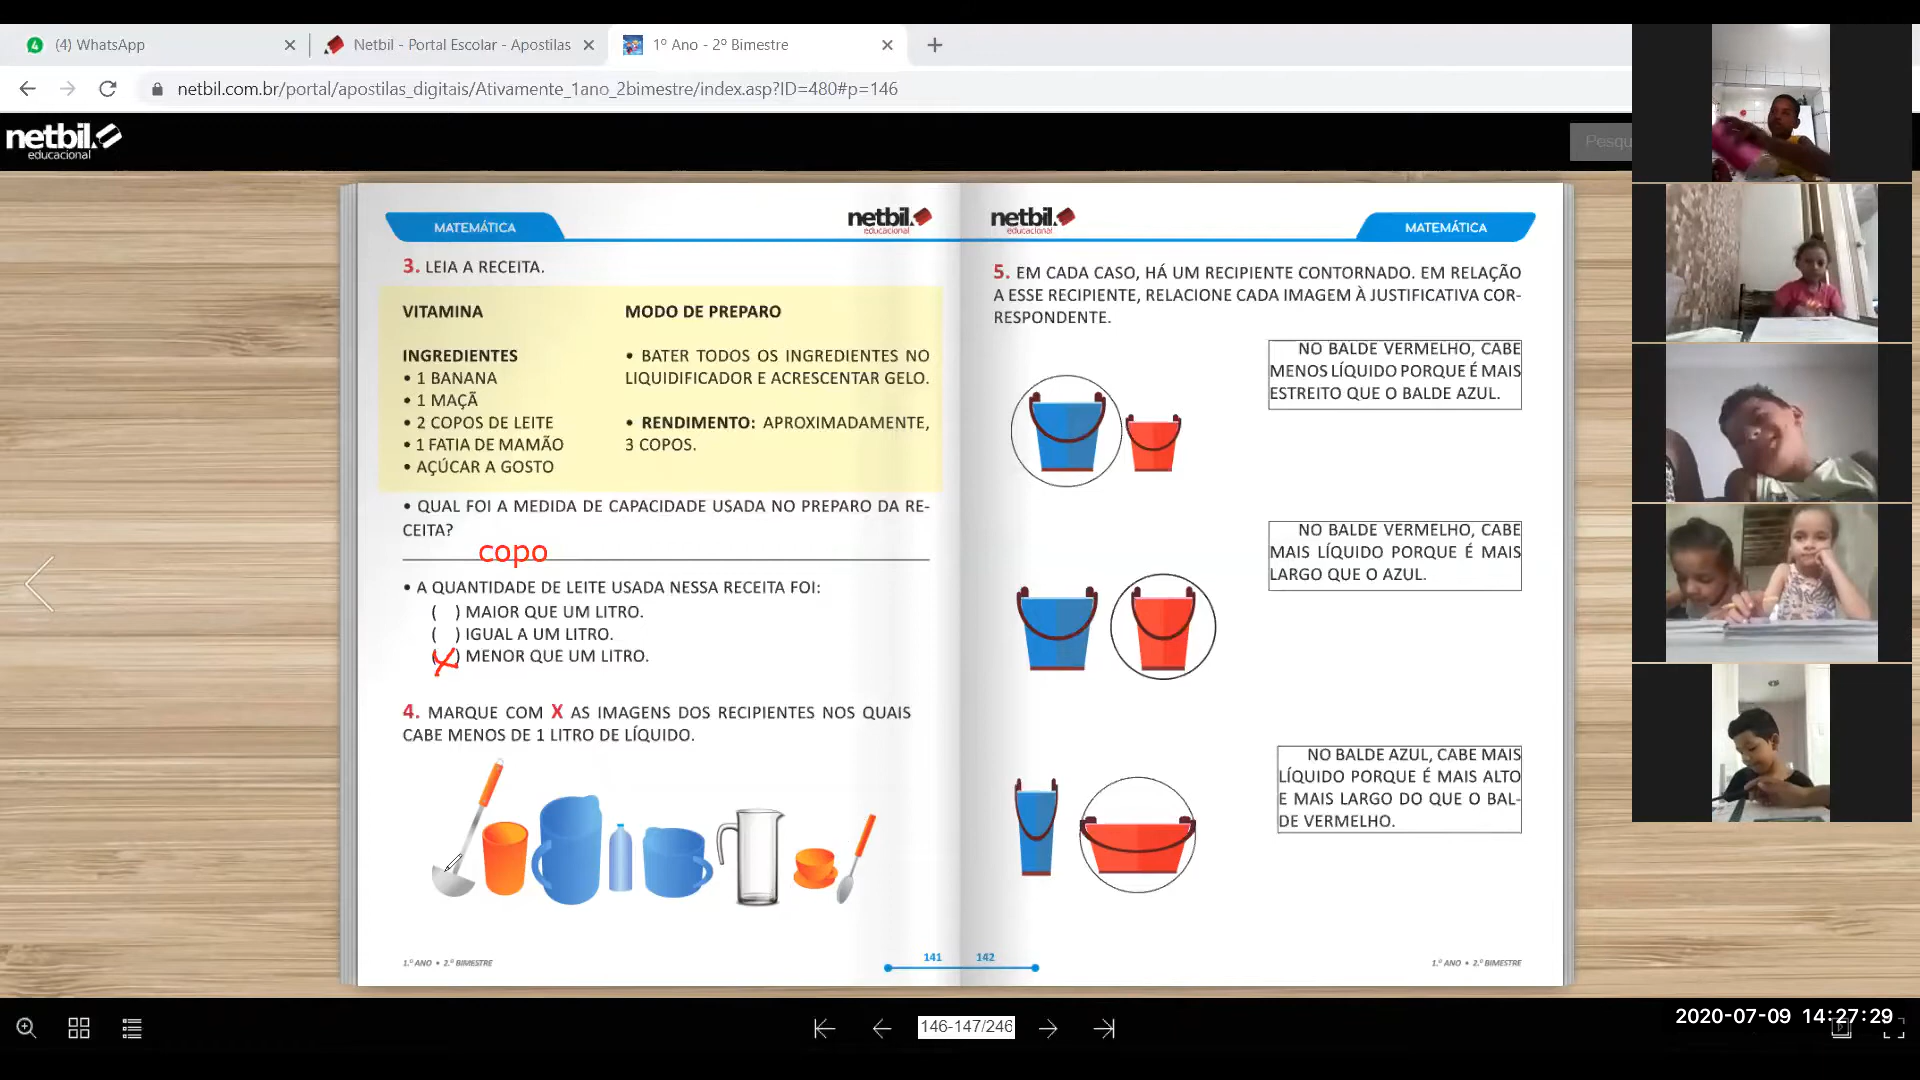 (4) WhatsApp
Netbil - Portal Escolar - Apostilas
1º Ano - 2º Bimestre
netbil.com.br/portal/apostilas_digitais/Ativamente_1ano_2bimestre/index.asp?ID=480#p=146
netbil
educacional
Pesqu
MATEMÁTICA
netbil
educacional
3. LEIA A RECEITA.
VITAMINA
INGREDIENTES
• 1 BANANA
• 1 MAÇÃ
• 2 COPOS DE LEITE
• 1 FATIA DE MAMÃO
• AÇÚCAR A GOSTO
MODO DE PREPARO
• BATER TODOS OS INGREDIENTES NO
LIQUIDIFICADOR E ACRESCENTAR GELO.
• RENDIMENTO: APROXIMADAMENTE,
3 COPOS.
• QUAL FOI A MEDIDA DE CAPACIDADE USADA NO PREPARO DA RE-
CEITA?
copo
• A QUANTIDADE DE LEITE USADA NESSA RECEITA FOI:
( ) MAIOR QUE UM LITRO.
( ) IGUAL A UM LITRO.
(X) MENOR QUE UM LITRO.
4. MARQUE COM X AS IMAGENS DOS RECIPIENTES NOS QUAIS
CABE MENOS DE 1 LITRO DE LÍQUIDO.
1.º ANO • 2.º BIMESTRE
141
netbil
educacional
MATEMÁTICA
5. EM CADA CASO, HÁ UM RECIPIENTE CONTORNADO. EM RELAÇÃO
A ESSE RECIPIENTE, RELACIONE CADA IMAGEM À JUSTIFICATIVA COR-
RESPONDENTE.
NO BALDE VERMELHO, CABE
MENOS LÍQUIDO PORQUE É MAIS
ESTREITO QUE O BALDE AZUL.
NO BALDE VERMELHO, CABE
MAIS LÍQUIDO PORQUE É MAIS
LARGO QUE O AZUL.
NO BALDE AZUL, CABE MAIS
LÍQUIDO PORQUE É MAIS ALTO
E MAIS LARGO DO QUE O BAL-
DE VERMELHO.
142
1.º ANO • 2.º BIMESTRE
146-147/246
2020-07-09 14:27:29